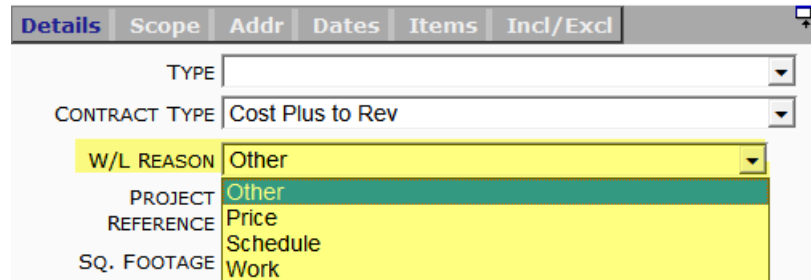 Details Scope Addr Dates Items Incl/Excl
TYPE
CONTRACT TYPE Cost Plus to Rev
W/L REASON Other
Other
Price
Schedule
Work
PROJECT
REFERENCE
SQ. FOOTAGE